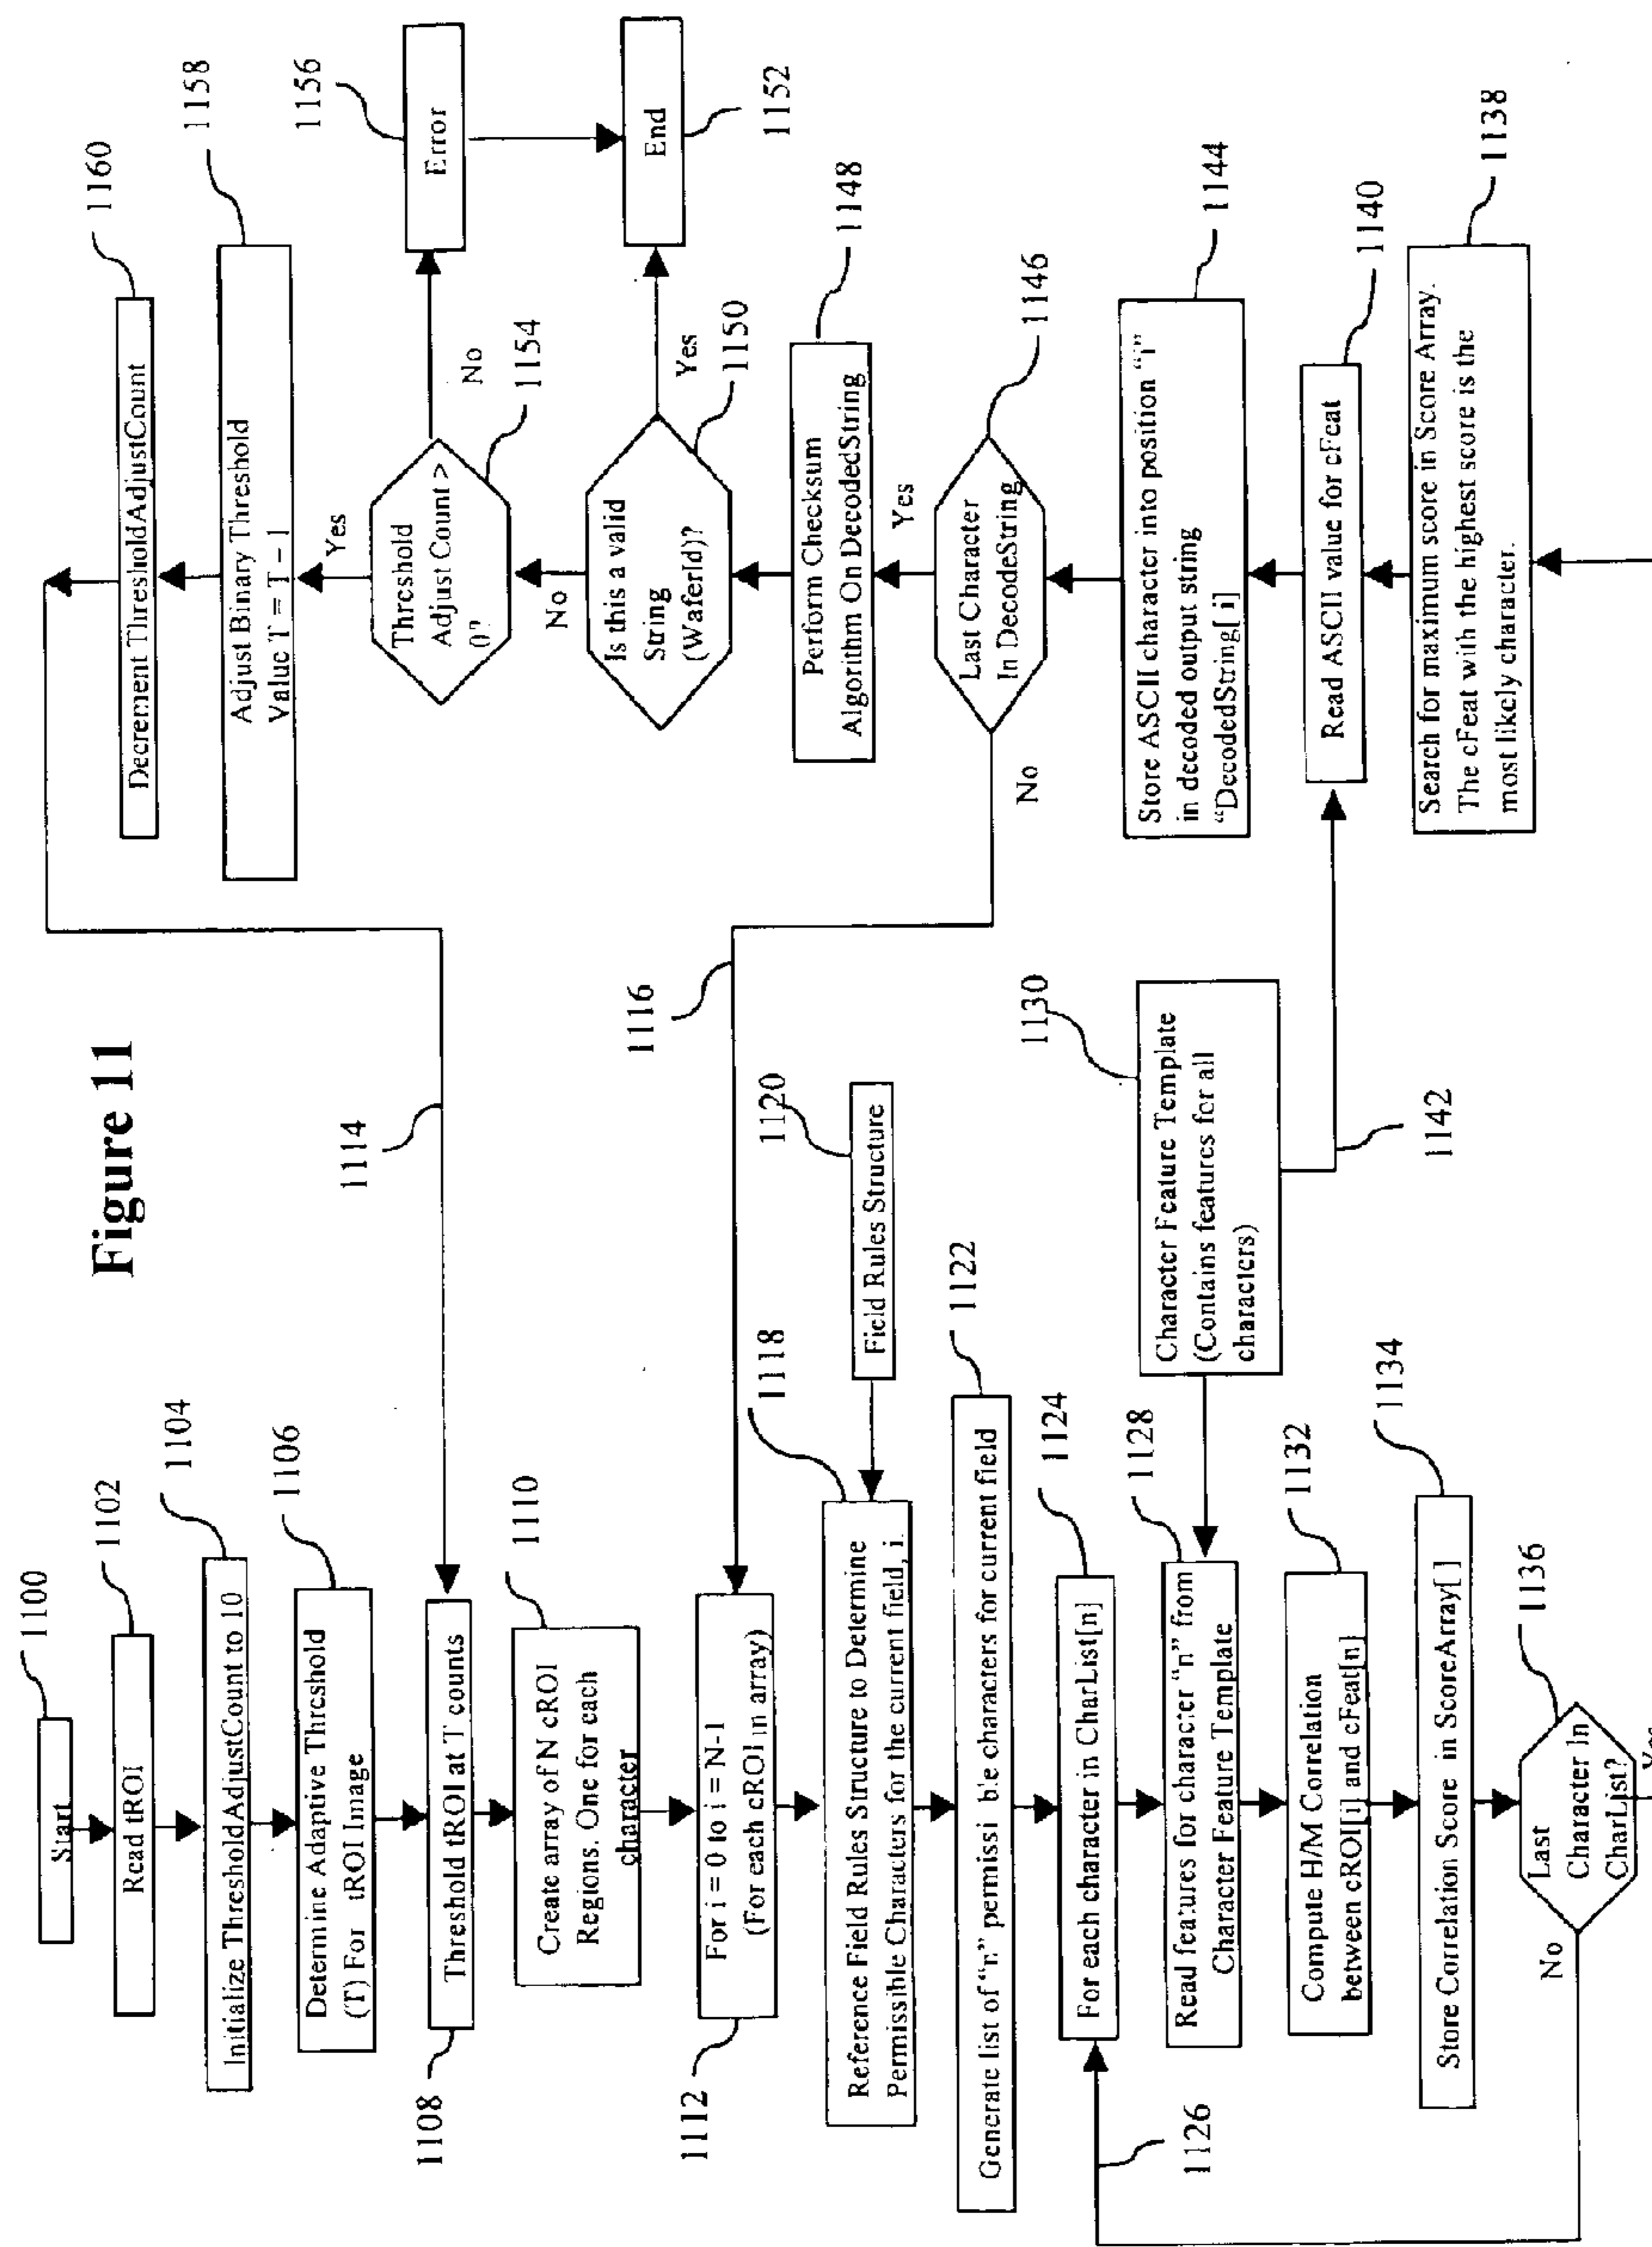 Figure 11
1100
Start
1102
Read tROI
1104
Initialize ThresholdAdjustCount to 10
1106
Determine Adaptive Threshold
(T) For tROI Image
1108
Threshold tROI at T counts
1110
Create array of N cROI
Regions. One for each
character
1112
For i = 0 to i = N-1
(For each cROI in array)
1114
1116
1118
Reference Field Rules Structure to Determine
Permissible Characters for the current field, i.
1120
Field Rules Structure
1122
Generate list of "n" permissi ble characters for current field
1124
For each character in CharList[n]
1126
1128
Read features for character "n" from
Character Feature Template
1130
Character Feature Template
(Contains features for all
characters)
1132
Compute H/M Correlation
between cROI[i] and cFeat[n]
1134
Store Correlation Score in ScoreArray[ ]
1136
Last
Character In
CharList?
No
Yes
1138
Search for maximum score in Score Array.
The cFeat with the highest score is the
most likely character.
1140
Read ASCII value for cFeat
1142
1144
Store ASCII character into position "i"
in decoded output string
"DecodedString[ i]
1146
Last Character
In DecodeString
No
Yes
1148
Perform Checksum
Algorithm On DecodedString
1150
Is this a valid
String
(WaferId)?
Yes
No
1152
End
1154
Threshold
Adjust Count >
0?
No
Yes
1156
Error
1158
Adjust Binary Threshold
Value T = T - 1
1160
Decrement ThresholdAdjustCount